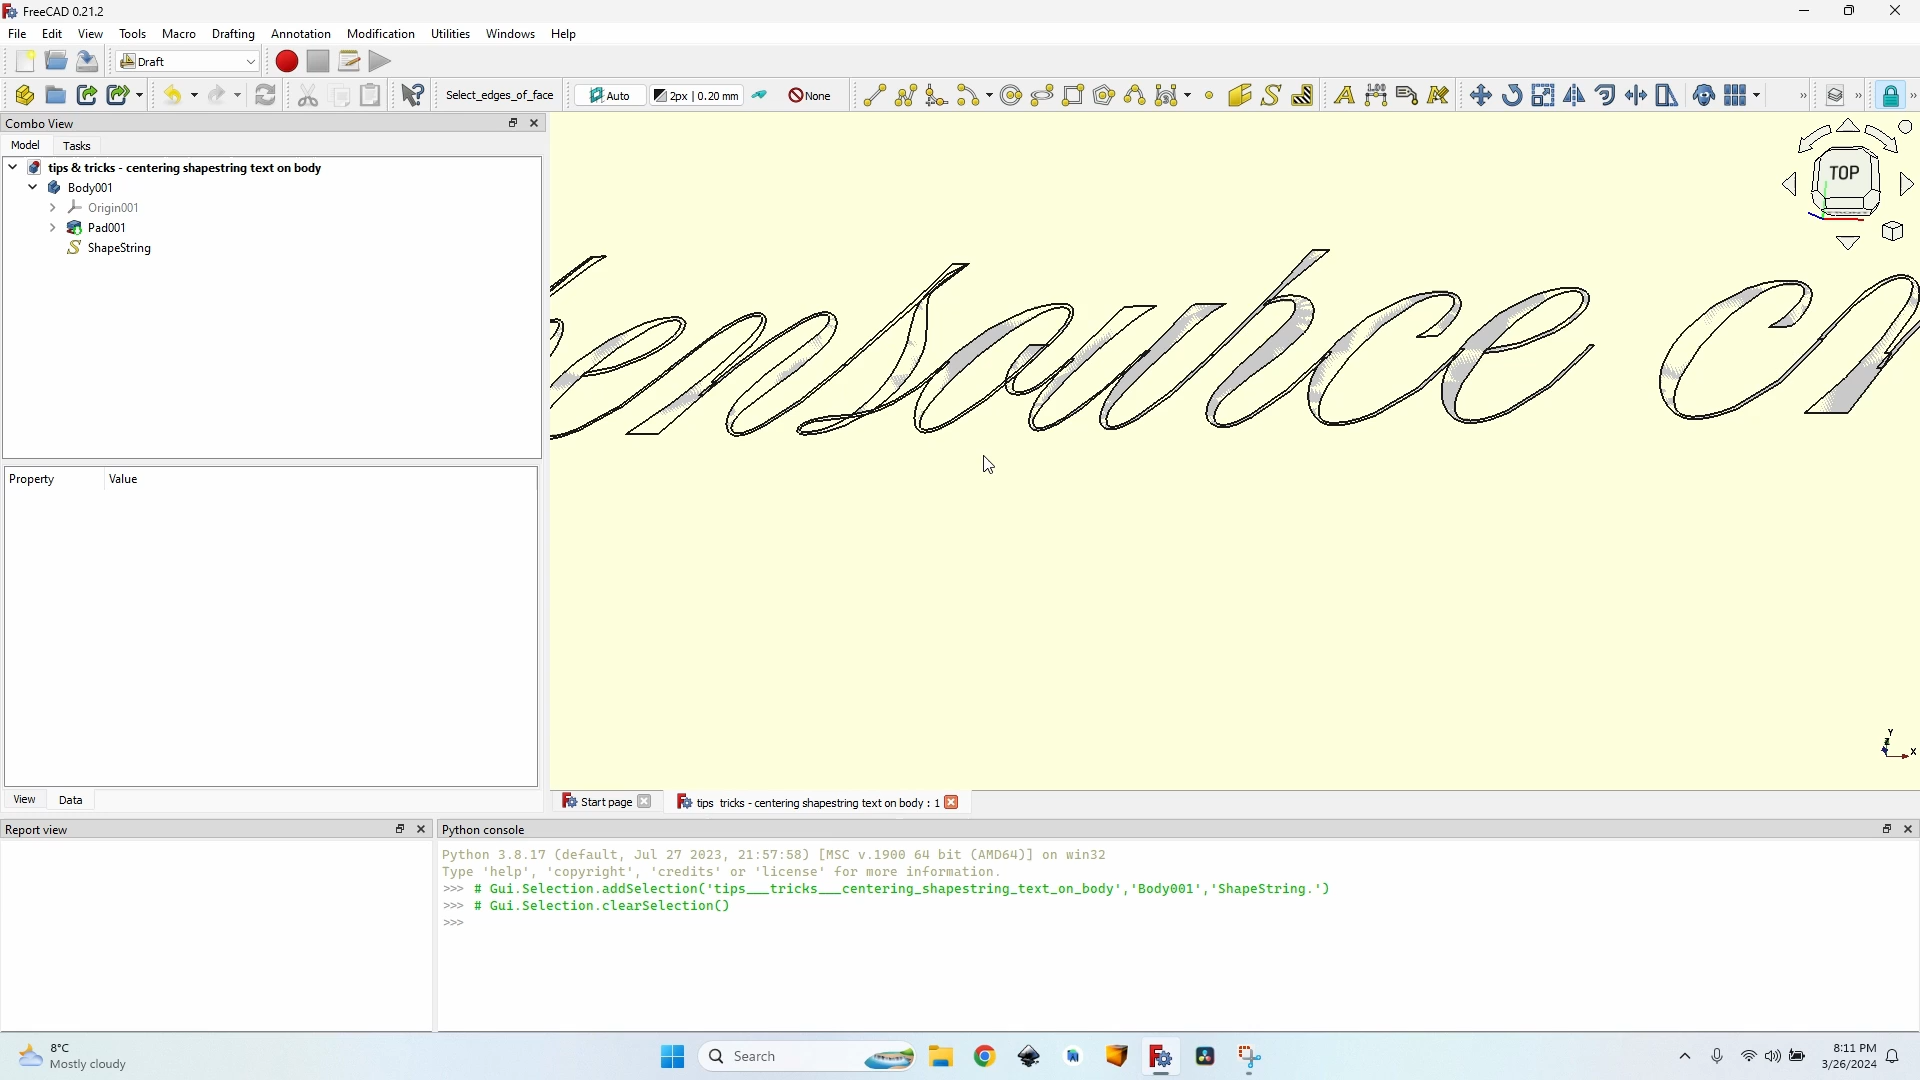 FreeCAD 0.21.2
File Edit View Tools Macro Drafting Annotation Modification Utilities Windows Help
Draft
Select_edges_of_face Auto 2px | 0.20 mm None
Combo View
Model Tasks
tips & tricks - centering shapestring text on body
Body001
Origin001
Pad001
ShapeString
TOP
Property Value
View Data
Start page
tips tricks - centering shapestring text on body : 1
Report view
Python console
Python 3.8.17 (default, Jul 27 2023, 21:57:58) [MSC v.1900 64 bit (AMD64)] on win32
Type 'help', 'copyright', 'credits' or 'license' for more information.
>>> # Gui.Selection.addSelection('tips___tricks___centering_shapestring_text_on_body','Body001','ShapeString.')
>>> # Gui.Selection.clearSelection()
>>>
8°C
Mostly cloudy
Search
8:11 PM
3/26/2024